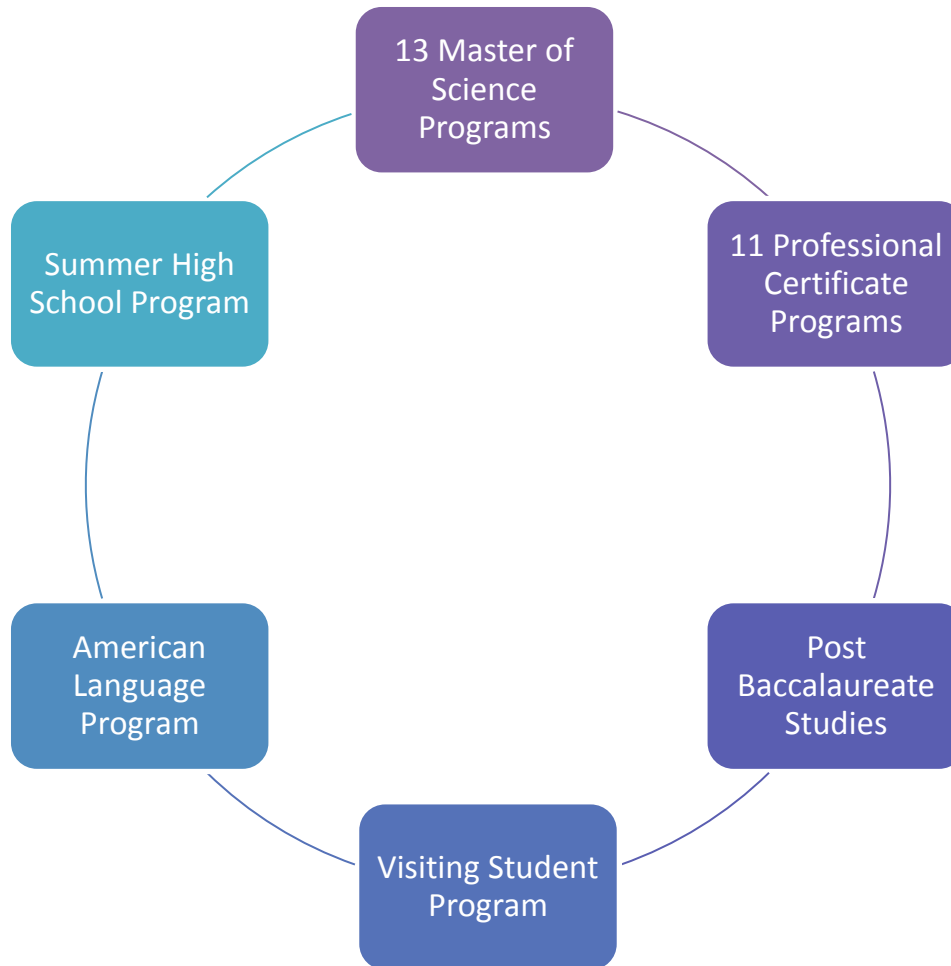 13 Master of
Science
Programs
11 Professional
Certificate
Programs
Post
Baccalaureate
Studies
Visiting Student
Program
American
Language
Program
Summer High
School Program